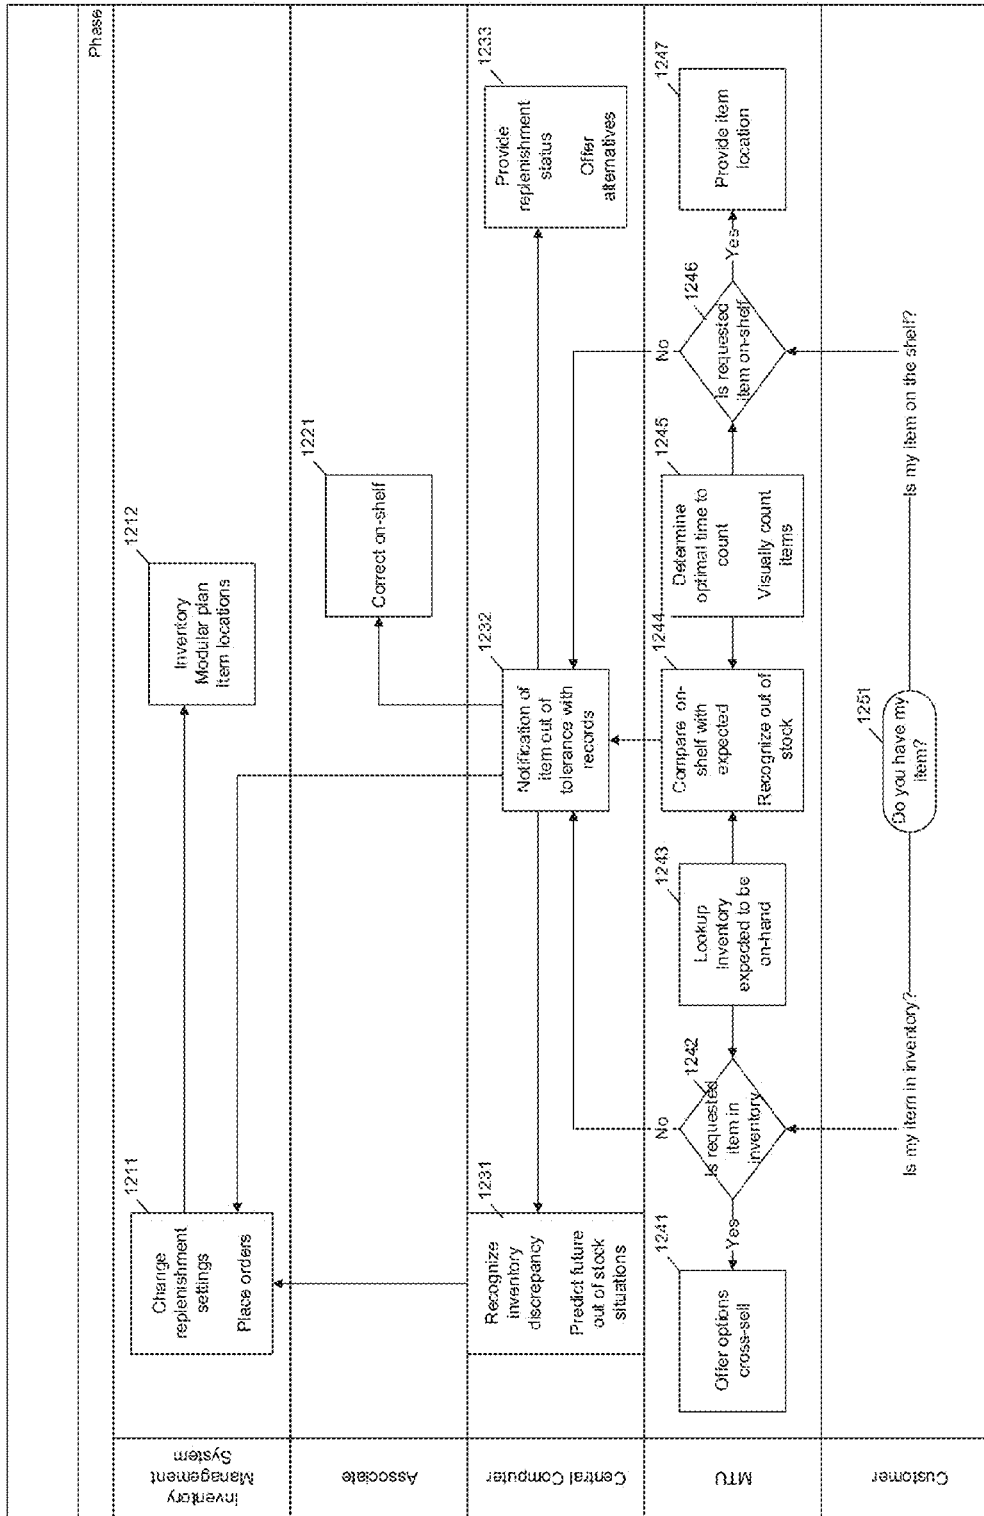 Phase
Inventory
Management
System
1211
Change
replenishment
settings
Place orders
1212
Inventory
Modular plan
item locations
Associate
1221
Correct on-shelf
Central Computer
1231
Recognize
inventory
discrepancy
Predict future
out of stock
situations
1232
Notification of
item out of
tolerance with
records
1233
Provide
replenishment
status
Offer
alternatives
MTU
1241
Offer options
cross-sell
Yes
1242
Is requested
item in
inventory
No
1243
Lookup
Inventory
expected to be
on-hand
1244
Compare on-
shelf with
expected
Recognize out of
stock
1245
Determine
optimal time to
count
Visually count
items
1246
Is requested
item on-shelf
No
Yes
1247
Provide item
location
Customer
Is my item in inventory?
1251
Do you have my
item?
Is my item on the shelf?